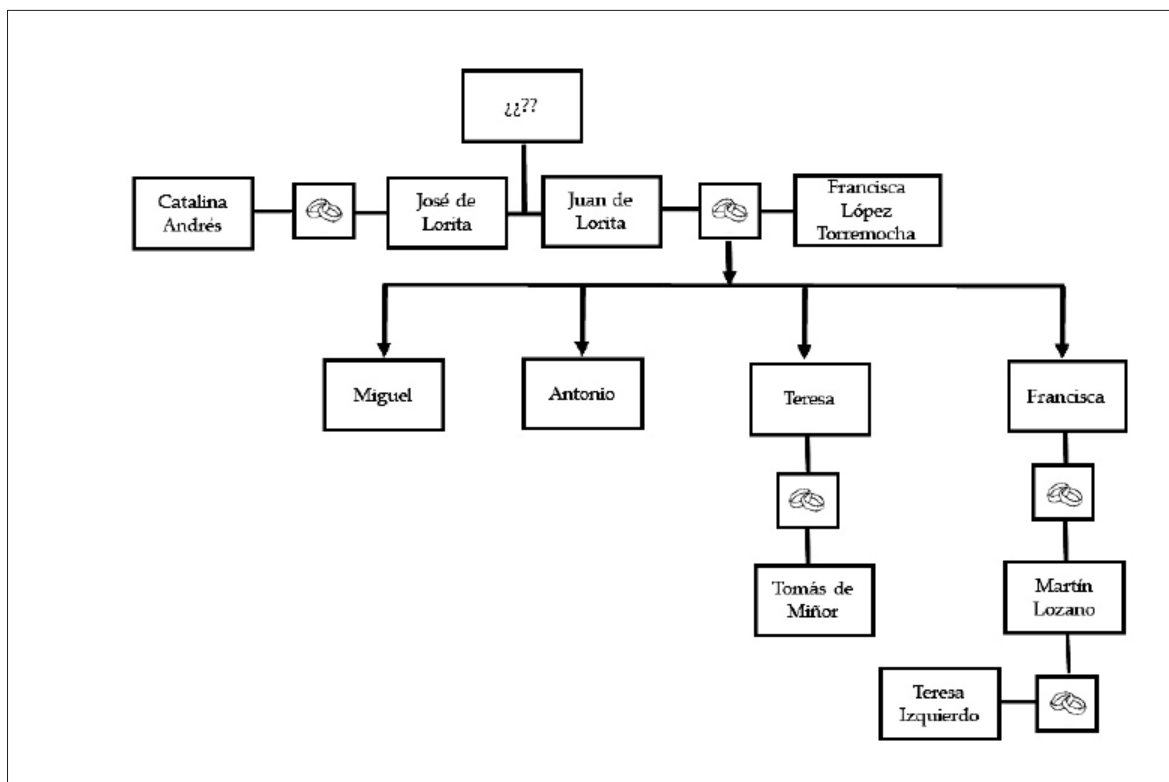 ¿¿??
Catalina
Andrés
José de
Lorita
Juan de
Lorita
Francisca
López
Torremocha
Miguel
Antonio
Teresa
Francisca
Tomás de
Miñor
Martín
Lozano
Teresa
Izquierdo